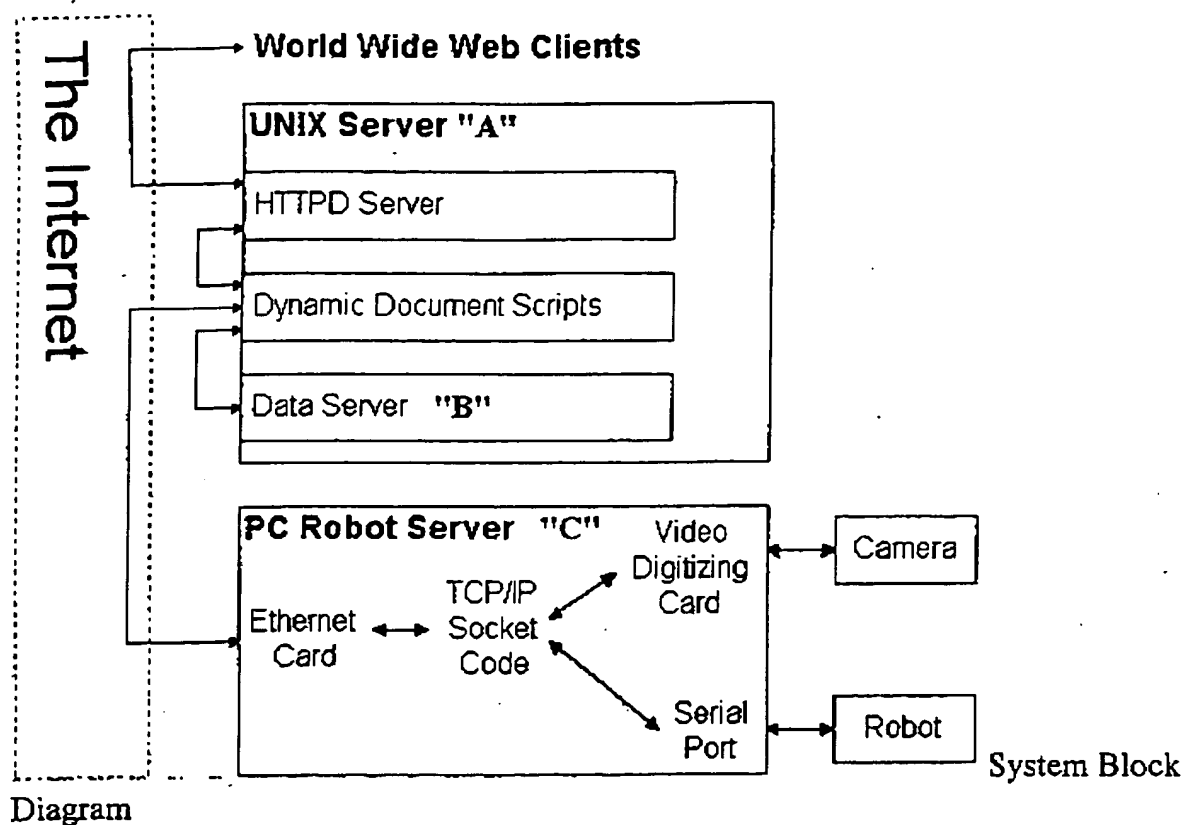 The Internet
World Wide Web Clients
UNIX Server "A"
HTTPD Server
Dynamic Document Scripts
Data Server "B"
PC Robot Server "C"
Ethernet
Card
TCP/IP
Socket
Code
Video
Digitizing
Card
Serial
Port
Camera
Robot
System Block
Diagram